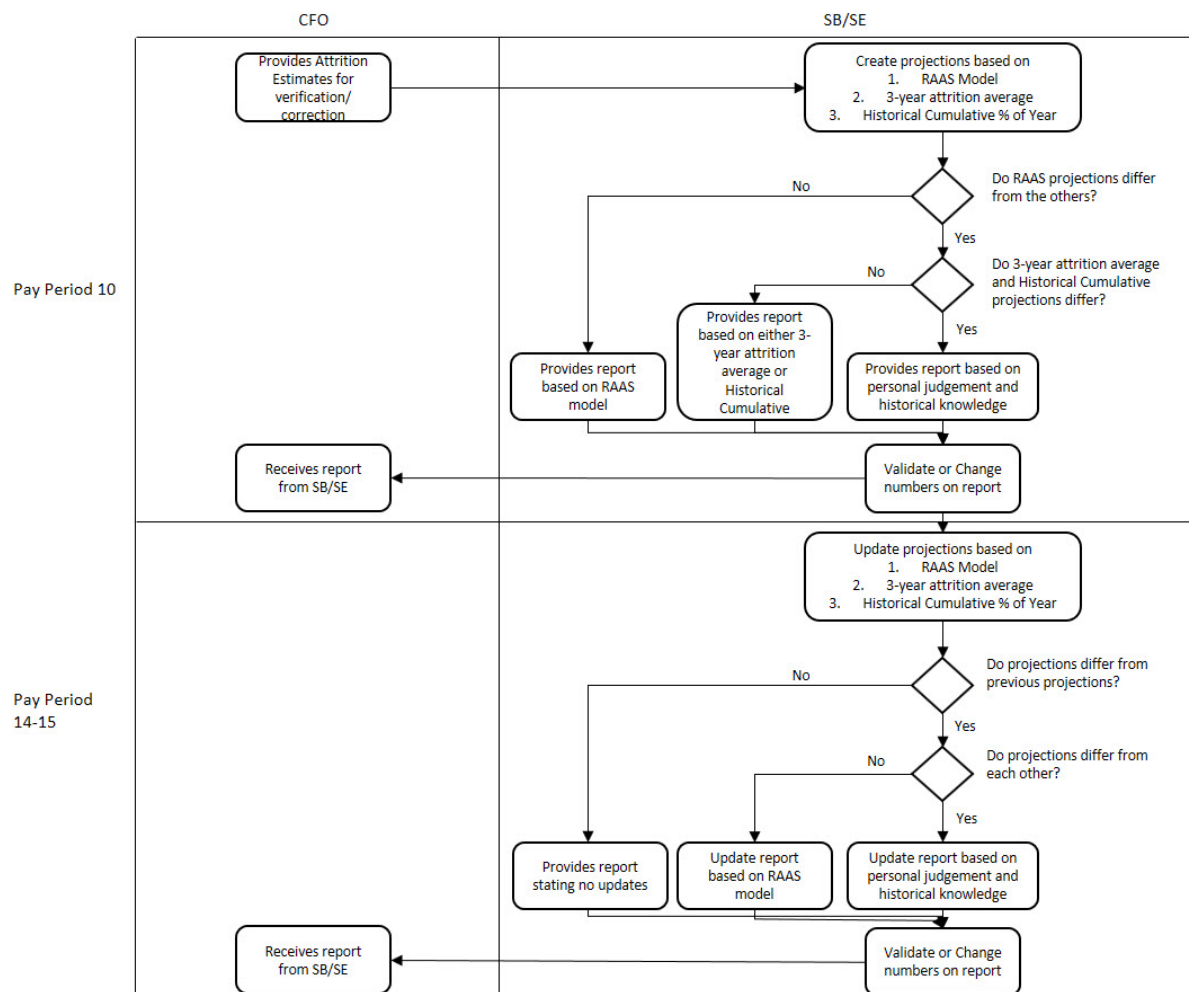 CFO
SB/SE
Pay Period 10
Provides Attrition
Estimates for
verification/
correction
Create projections based on
1. RAAS Model
2. 3-year attrition average
3. Historical Cumulative % of Year
Do RAAS projections differ
from the others?
No
Yes
Do 3-year attrition average
and Historical Cumulative
projections differ?
No
Yes
Provides report
based on RAAS
model
Provides report
based on either 3-
year attrition
average or
Historical
Cumulative
Provides report based on
personal judgement and
historical knowledge
Receives report
from SB/SE
Validate or Change
numbers on report
Pay Period
14-15
Update projections based on
1. RAAS Model
2. 3-year attrition average
3. Historical Cumulative % of Year
Do projections differ from
previous projections?
No
Yes
Do projections differ from
each other?
No
Yes
Provides report
stating no updates
Update report
based on RAAS
model
Update report based on
personal judgement and
historical knowledge
Receives report
from SB/SE
Validate or Change
numbers on report